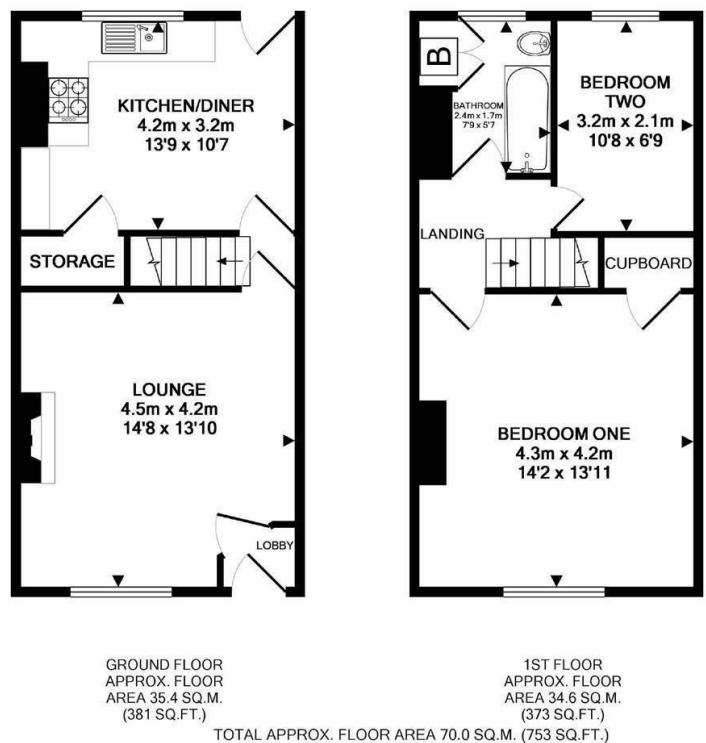 KITCHEN/DINER
4.2m x 3.2m
13'9 x 10'7
STORAGE
LOUNGE
4.5m x 4.2m
14'8 x 13'10
LOBBY
B
BATHROOM
2.4m x 1.7m
7'9 x 5'7
BEDROOM
TWO
3.2m x 2.1m
10'8 x 6'9
LANDING
CUPBOARD
BEDROOM ONE
4.3m x 4.2m
14'2 x 13'11
GROUND FLOOR
APPROX. FLOOR
AREA 35.4 SQ.M.
(381 SQ.FT.)
1ST FLOOR
APPROX. FLOOR
AREA 34.6 SQ.M.
(373 SQ.FT.)
TOTAL APPROX. FLOOR AREA 70.0 SQ.M. (753 SQ.FT.)